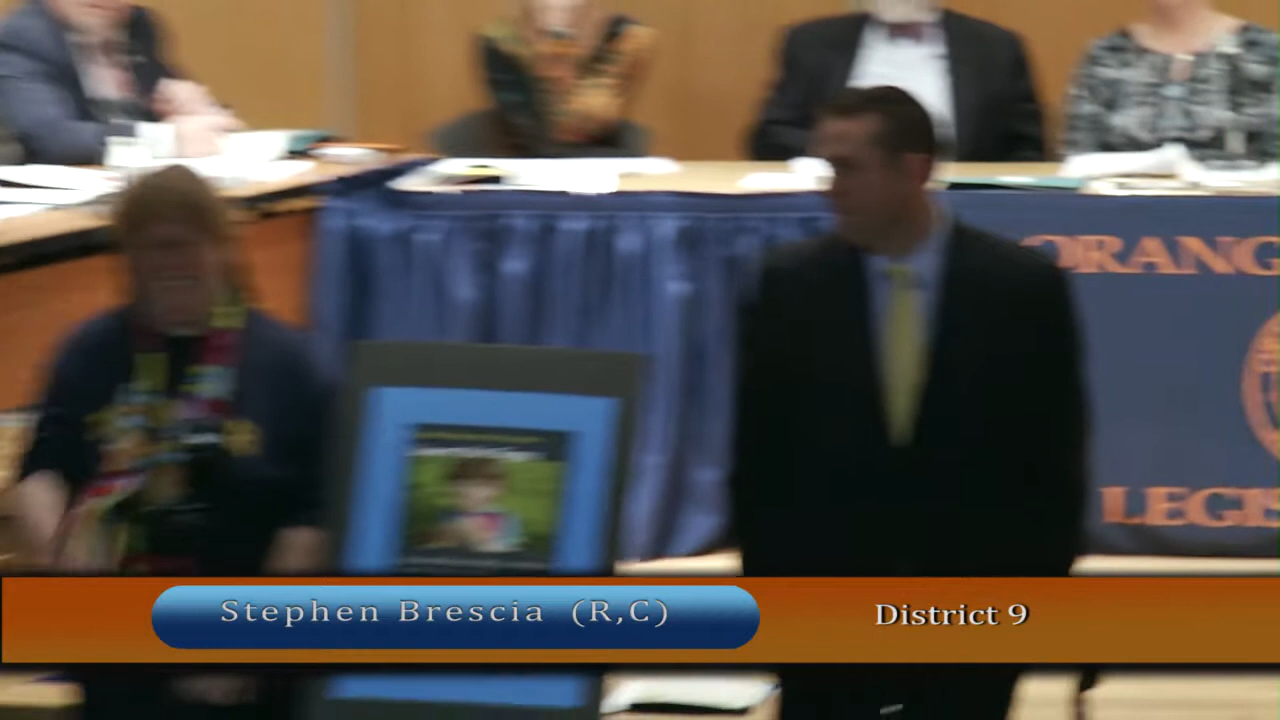 ORANG
LEGIS
Stephen Brescia (R,C)
District 9